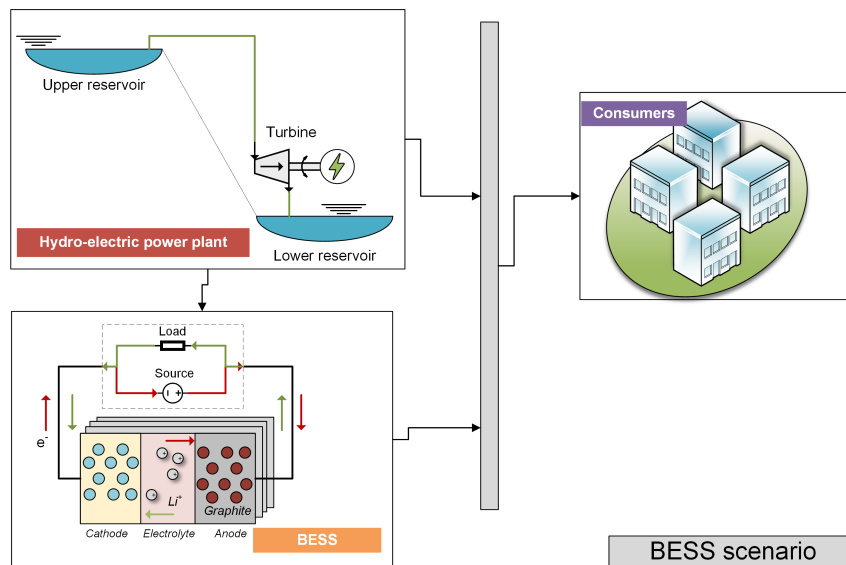 Upper reservoir
Turbine
Hydro-electric power plant
Lower reservoir
Consumers
Load
Source
e-
Li+
Graphite
Cathode Electrolyte Anode
BESS
BESS scenario